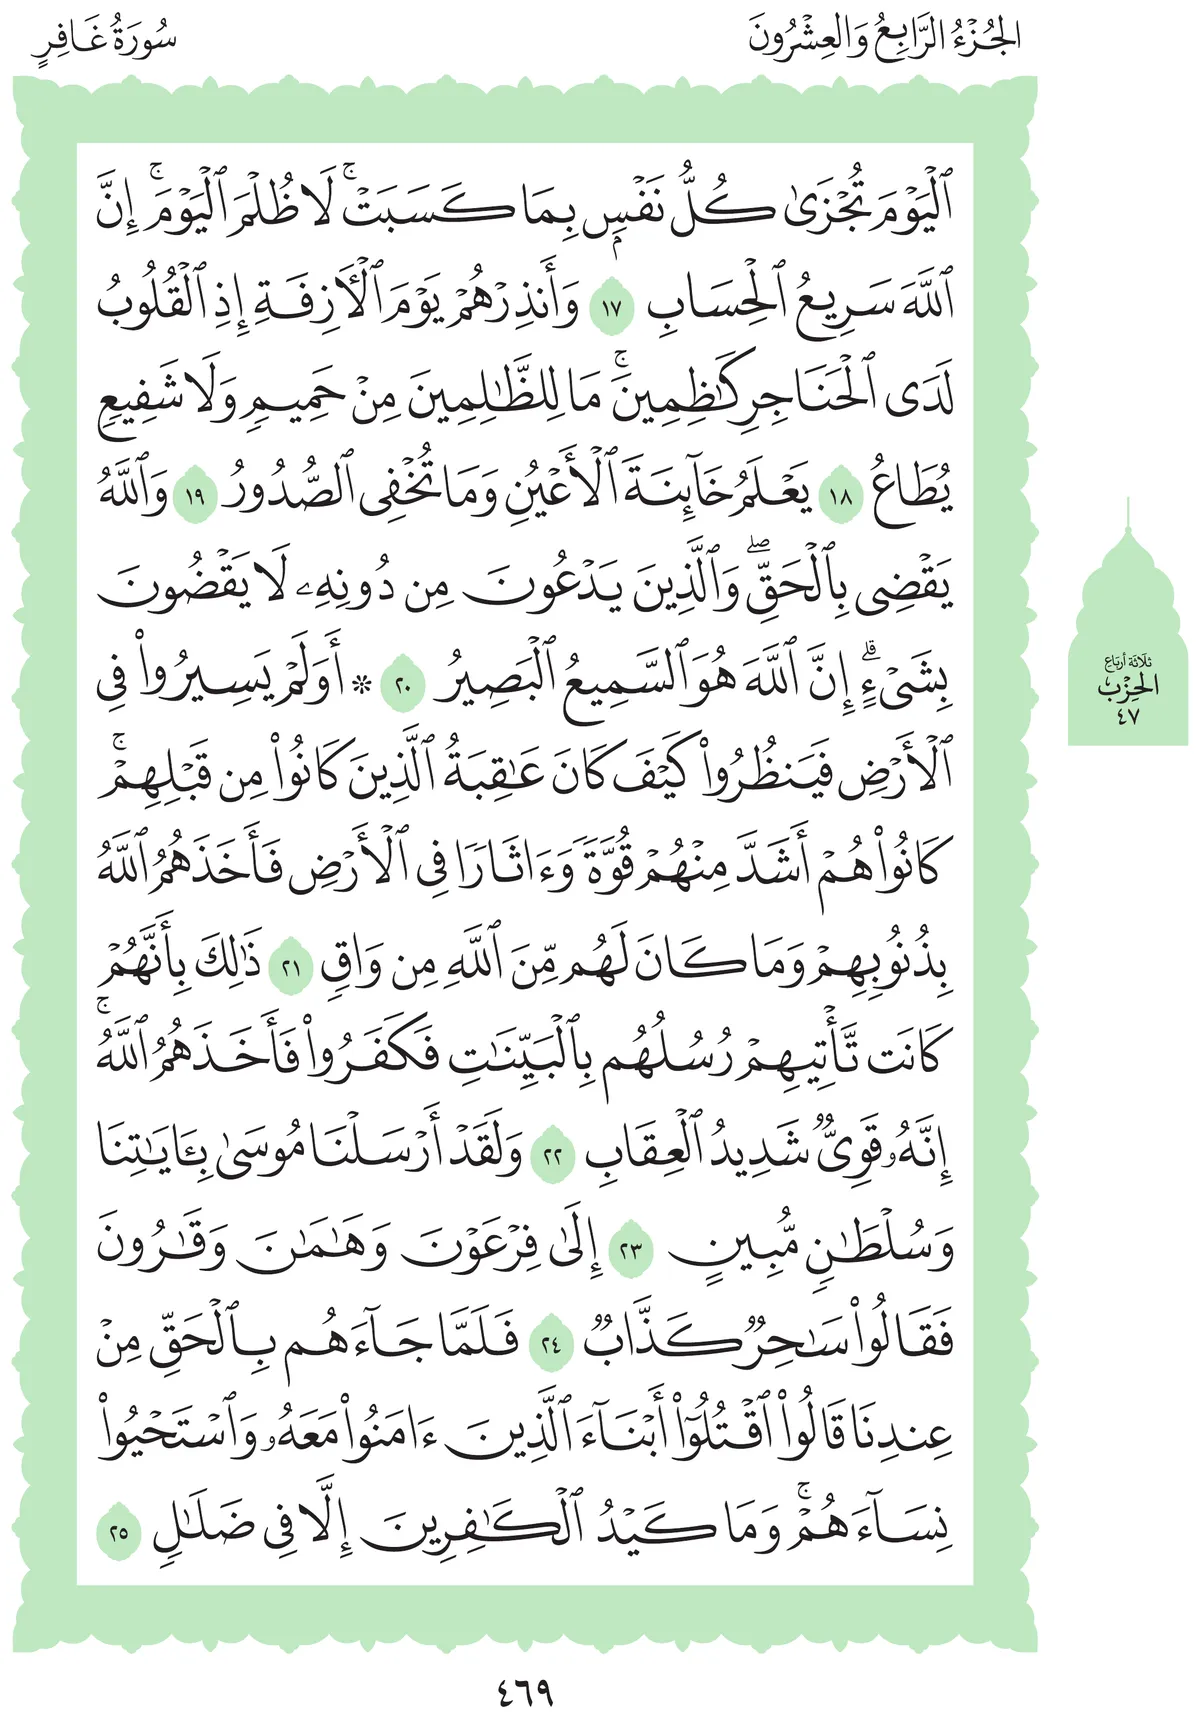 الجُزْءُ الرَّابِعُ وَالعِشْرُونَ
سُورَةُ غَافِرٍ
ٱلۡيَوۡمَ تُجۡزَىٰ كُلُّ نَفۡسِۭ بِمَا كَسَبَتۡۚ لَا ظُلۡمَ ٱلۡيَوۡمَۚ إِنَّ
ٱللَّهَ سَرِيعُ ٱلۡحِسَابِ ١٧ وَأَنذِرۡهُمۡ يَوۡمَ ٱلۡأٓزِفَةِ إِذِ ٱلۡقُلُوبُ
لَدَى ٱلۡحَنَاجِرِ كَٰظِمِينَۚ مَا لِلظَّٰلِمِينَ مِنۡ حَمِيمٖ وَلَا شَفِيعٖ
يُطَاعُ ١٨ يَعۡلَمُ خَآئِنَةَ ٱلۡأَعۡيُنِ وَمَا تُخۡفِي ٱلصُّدُورُ ١٩ وَٱللَّهُ
يَقۡضِي بِٱلۡحَقِّۖ وَٱلَّذِينَ يَدۡعُونَ مِن دُونِهِۦ لَا يَقۡضُونَ
بِشَيۡءٍۗ إِنَّ ٱللَّهَ هُوَ ٱلسَّمِيعُ ٱلۡبَصِيرُ ٢٠ ۞ أَوَلَمۡ يَسِيرُواْ فِي
ٱلۡأَرۡضِ فَيَنظُرُواْ كَيۡفَ كَانَ عَٰقِبَةُ ٱلَّذِينَ كَانُواْ مِن قَبۡلِهِمۡۚ
كَانُواْ هُمۡ أَشَدَّ مِنۡهُمۡ قُوَّةٗ وَءَاثَارٗا فِي ٱلۡأَرۡضِ فَأَخَذَهُمُ ٱللَّهُ
بِذُنُوبِهِمۡ وَمَا كَانَ لَهُم مِّنَ ٱللَّهِ مِن وَاقٖ ٢١ ذَٰلِكَ بِأَنَّهُمۡ
كَانَت تَّأۡتِيهِمۡ رُسُلُهُم بِٱلۡبَيِّنَٰتِ فَكَفَرُواْ فَأَخَذَهُمُ ٱللَّهُۚ
إِنَّهُۥ قَوِيّٞ شَدِيدُ ٱلۡعِقَابِ ٢٢ وَلَقَدۡ أَرۡسَلۡنَا مُوسَىٰ بِـَٔايَٰتِنَا
وَسُلۡطَٰنٖ مُّبِينٍ ٢٣ إِلَىٰ فِرۡعَوۡنَ وَهَٰمَٰنَ وَقَٰرُونَ
فَقَالُواْ سَٰحِرٞ كَذَّابٞ ٢٤ فَلَمَّا جَآءَهُم بِٱلۡحَقِّ مِنۡ
عِندِنَا قَالُواْ ٱقۡتُلُوٓاْ أَبۡنَآءَ ٱلَّذِينَ ءَامَنُواْ مَعَهُۥ وَٱسۡتَحۡيُواْ
نِسَآءَهُمۡۚ وَمَا كَيۡدُ ٱلۡكَٰفِرِينَ إِلَّا فِي ضَلَٰلٖ ٢٥
ثلَاثَة أَربَاعِ
الحِزْبِ
٤٧
٤٦٩